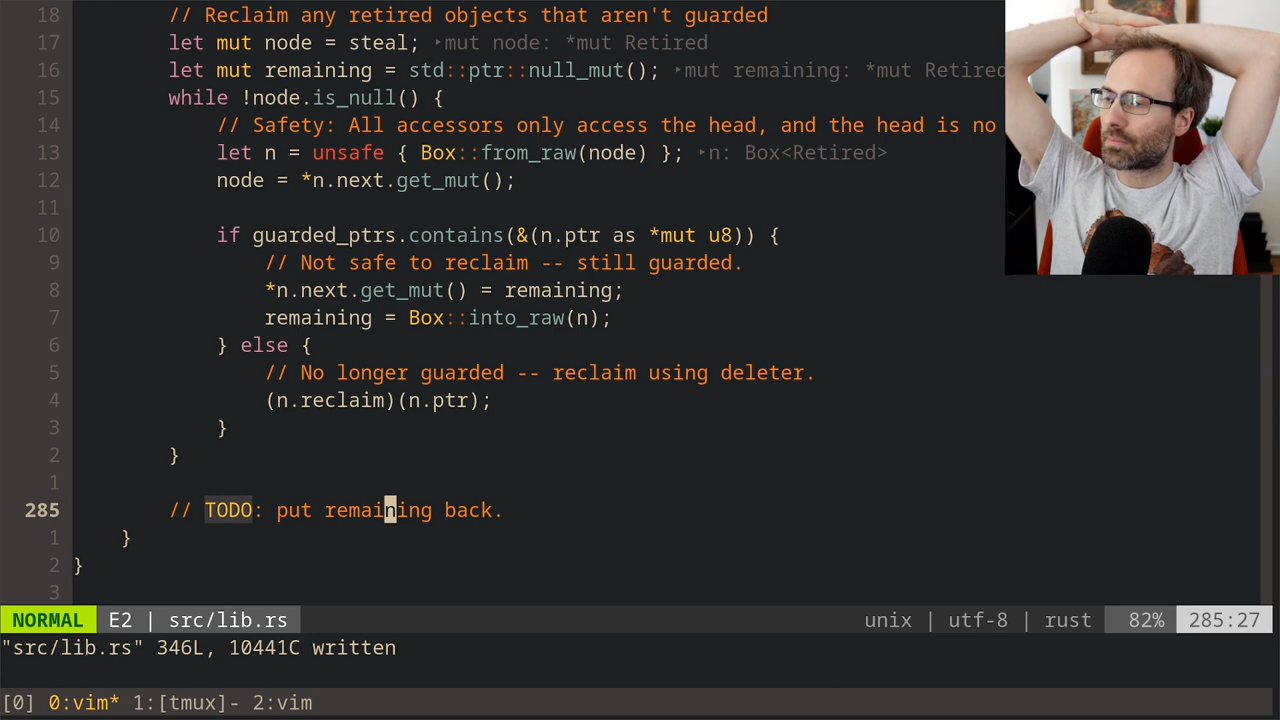 18 // Reclaim any retired objects that aren't guarded
17 let mut node = steal; ‣mut node: *mut Retired
16 let mut remaining = std::ptr::null_mut(); ‣mut remaining: *mut Retired
15 while !node.is_null() {
14 // Safety: All accessors only access the head, and the head is no
13 let n = unsafe { Box::from_raw(node) }; ‣n: Box<Retired>
12 node = *n.next.get_mut();
11
10 if guarded_ptrs.contains(&(n.ptr as *mut u8)) {
9 // Not safe to reclaim -- still guarded.
8 *n.next.get_mut() = remaining;
7 remaining = Box::into_raw(n);
6 } else {
5 // No longer guarded -- reclaim using deleter.
4 (n.reclaim)(n.ptr);
3 }
2 }
1
285 // TODO: put remaining back.
1 }
2 }
3
NORMAL E2 | src/lib.rs unix | utf-8 | rust 82% 285:27
"src/lib.rs" 346L, 10441C written
[0] 0:vim* 1:[tmux]- 2:vim